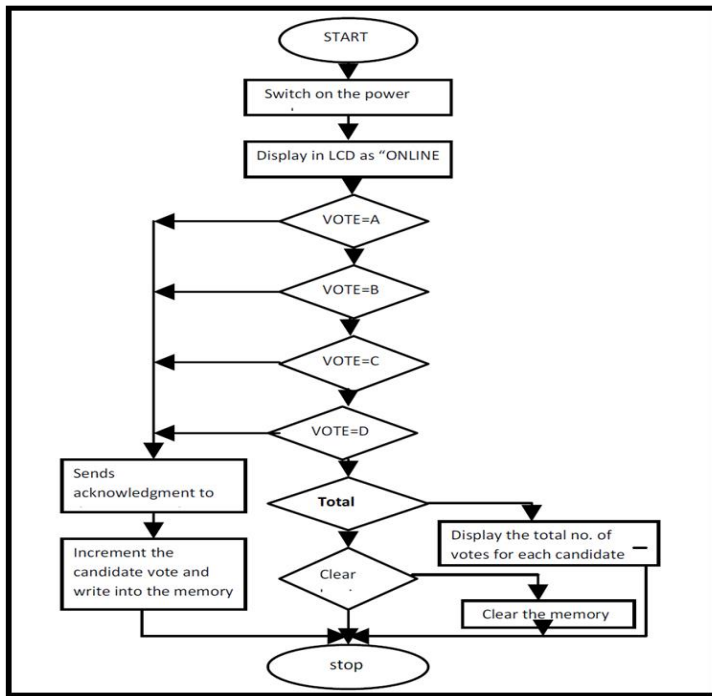 START
Switch on the power
Display in LCD as “ONLINE
VOTE=A
VOTE=B
VOTE=C
VOTE=D
Sends
acknowledgment to
Total
Display the total no. of
votes for each candidate
Increment the
candidate vote and
write into the memory
Clear
Clear the memory
stop